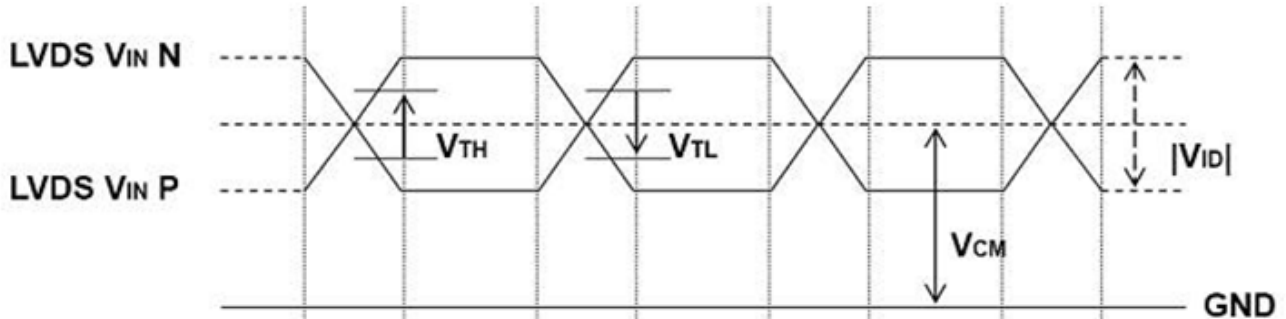 LVDS VIN N
VTH
VTL
|VID|
LVDS VIN P
VCM
GND